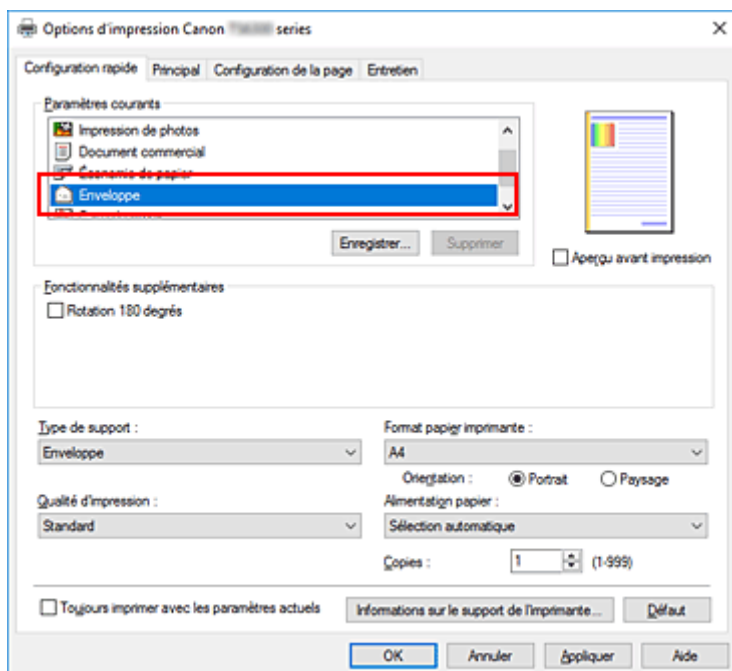 Options d'impression Canon series
Configuration rapide Principal Configuration de la page Entretien
Paramètres courants
Impression de photos
Document commercial
Économie de papier
Enveloppe
Enregistrer... Supprimer
Aperçu avant impression
Fonctionnalités supplémentaires
Rotation 180 degrés
Type de support : Format papier imprimante :
Enveloppe A4
Orientation : Portrait Paysage
Qualité d'impression : Alimentation papier :
Standard Sélection automatique
Copies : 1 (1-999)
Toujours imprimer avec les paramètres actuels Informations sur le support de l'imprimante... Défaut
OK Annuler Appliquer Aide